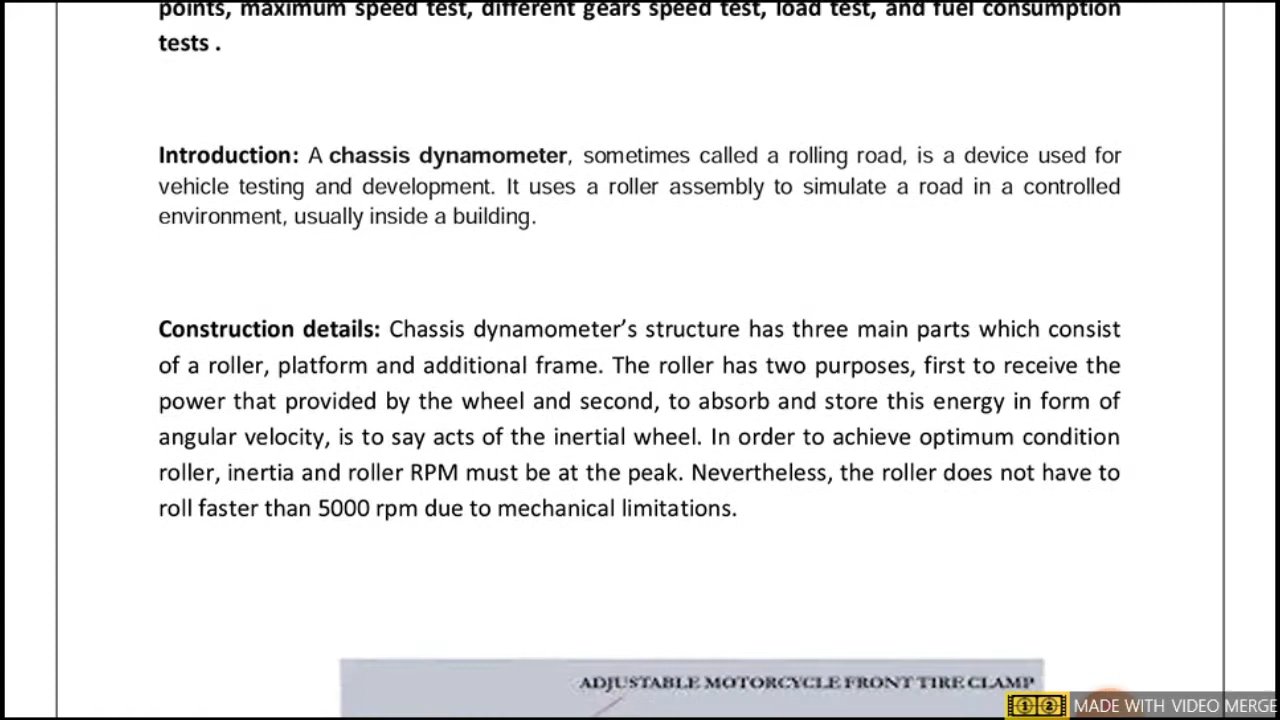 points, maximum speed test, different gears speed test, load test, and fuel consumption
tests .
Introduction: A chassis dynamometer, sometimes called a rolling road, is a device used for
vehicle testing and development. It uses a roller assembly to simulate a road in a controlled
environment, usually inside a building.
Construction details: Chassis dynamometer’s structure has three main parts which consist
of a roller, platform and additional frame. The roller has two purposes, first to receive the
power that provided by the wheel and second, to absorb and store this energy in form of
angular velocity, is to say acts of the inertial wheel. In order to achieve optimum condition
roller, inertia and roller RPM must be at the peak. Nevertheless, the roller does not have to
roll faster than 5000 rpm due to mechanical limitations.
ADJUSTABLE MOTORCYCLE FRONT TIRE CLAMP
1 2 MADE WITH VIDEO MERGE